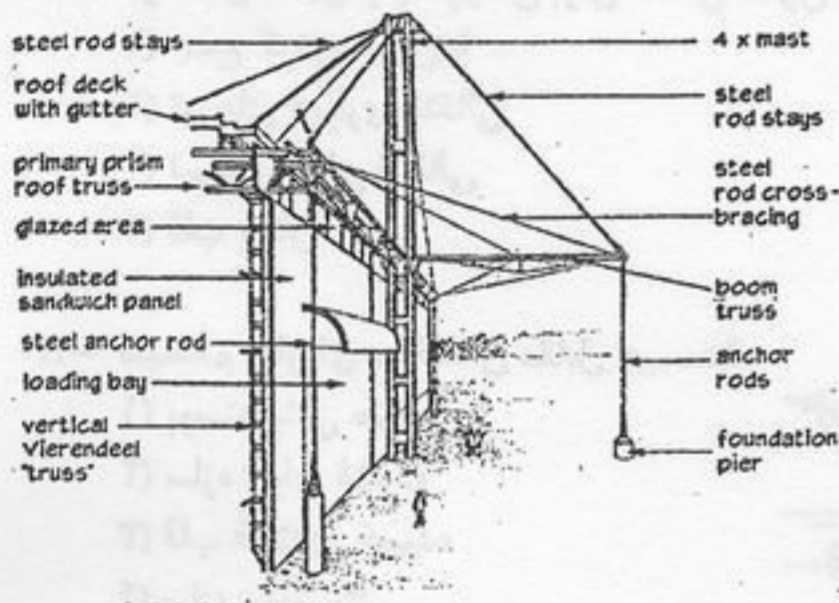 steel rod stays
roof deck
with gutter
primary prism
roof truss
glazed area
insulated
sandwich panel
steel anchor rod
loading bay
vertical
Vierendeel
"truss"
4 x mast
steel
rod stays
steel
rod cross-
bracing
boom
truss
anchor
rods
foundation
pier